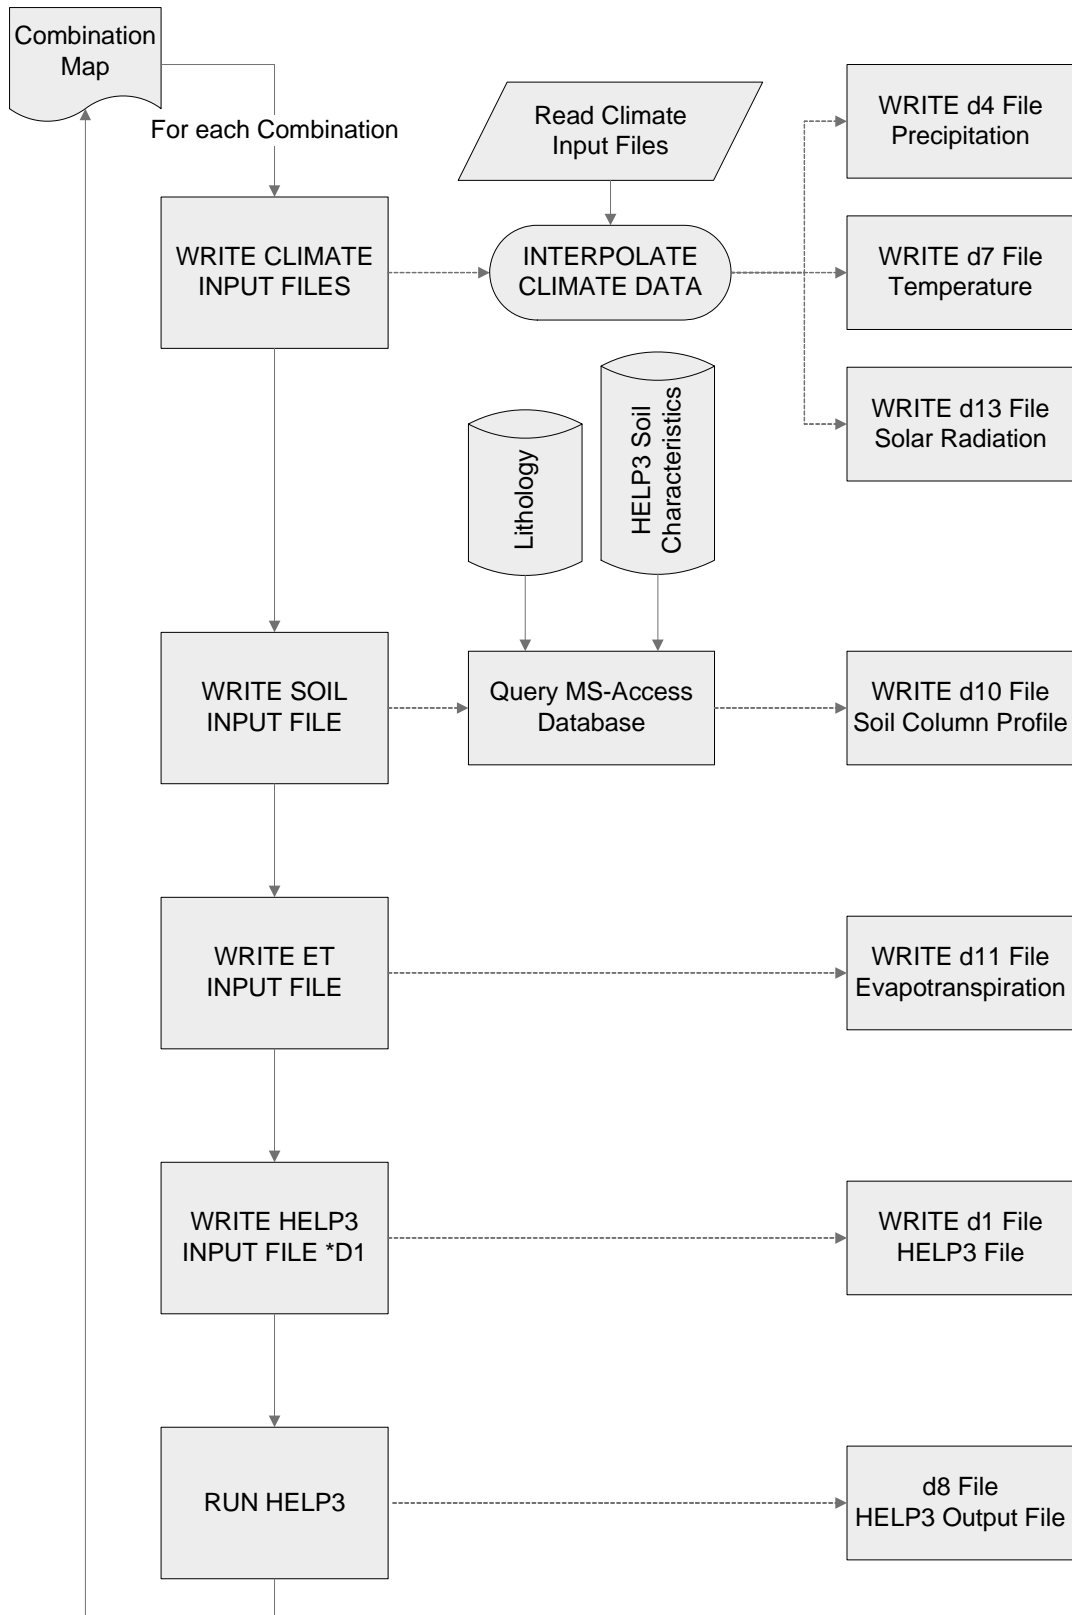 Combination
Map
For each Combination
Read Climate
Input Files
WRITE d4 File
Precipitation
WRITE CLIMATE
INPUT FILES
INTERPOLATE
CLIMATE DATA
WRITE d7 File
Temperature
WRITE d13 File
Solar Radiation
Lithology
HELP3 Soil
Characteristics
WRITE SOIL
INPUT FILE
Query MS-Access
Database
WRITE d10 File
Soil Column Profile
WRITE ET
INPUT FILE
WRITE d11 File
Evapotranspiration
WRITE HELP3
INPUT FILE *D1
WRITE d1 File
HELP3 File
RUN HELP3
d8 File
HELP3 Output File